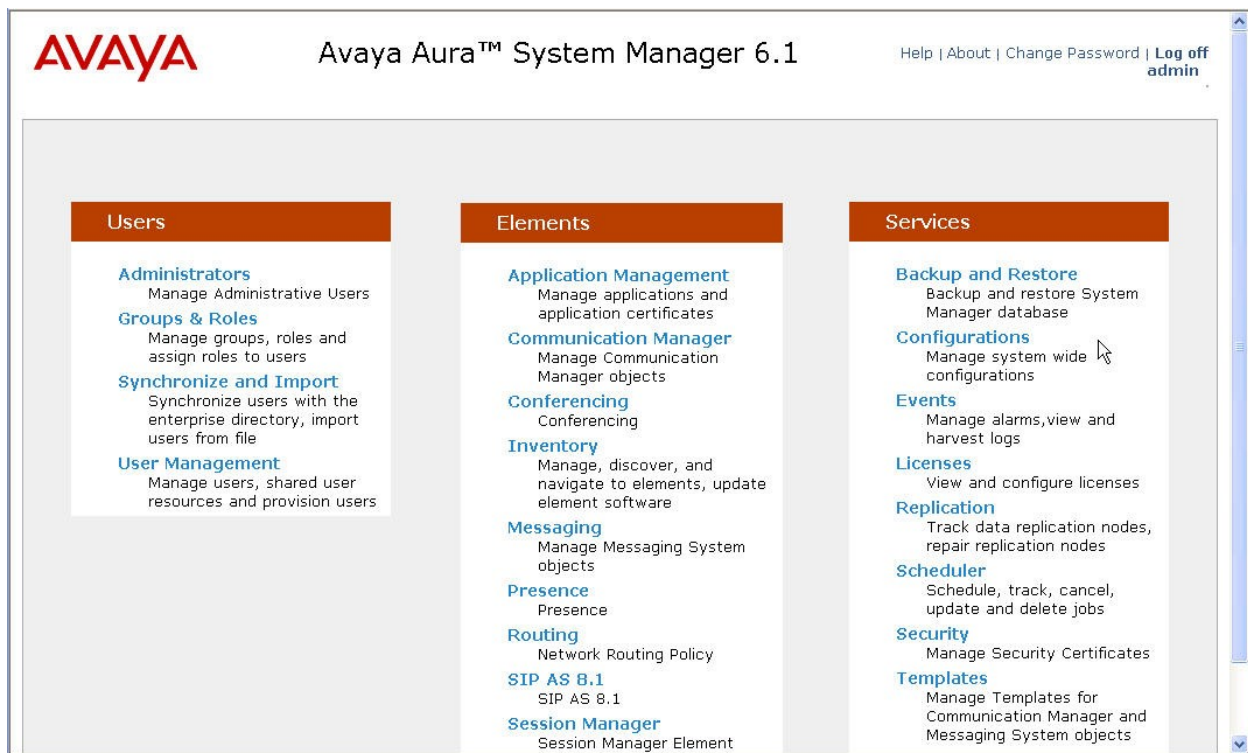 AVAYA
Avaya Aura™ System Manager 6.1
Help | About | Change Password | Log off
admin
Users
Administrators
Manage Administrative Users
Groups & Roles
Manage groups, roles and
assign roles to users
Synchronize and Import
Synchronize users with the
enterprise directory, import
users from file
User Management
Manage users, shared user
resources and provision users
Elements
Application Management
Manage applications and
application certificates
Communication Manager
Manage Communication
Manager objects
Conferencing
Conferencing
Inventory
Manage, discover, and
navigate to elements, update
element software
Messaging
Manage Messaging System
objects
Presence
Presence
Routing
Network Routing Policy
SIP AS 8.1
SIP AS 8.1
Session Manager
Session Manager Element
Services
Backup and Restore
Backup and restore System
Manager database
Configurations
Manage system wide
configurations
Events
Manage alarms,view and
harvest logs
Licenses
View and configure licenses
Replication
Track data replication nodes,
repair replication nodes
Scheduler
Schedule, track, cancel,
update and delete jobs
Security
Manage Security Certificates
Templates
Manage Templates for
Communication Manager and
Messaging System objects